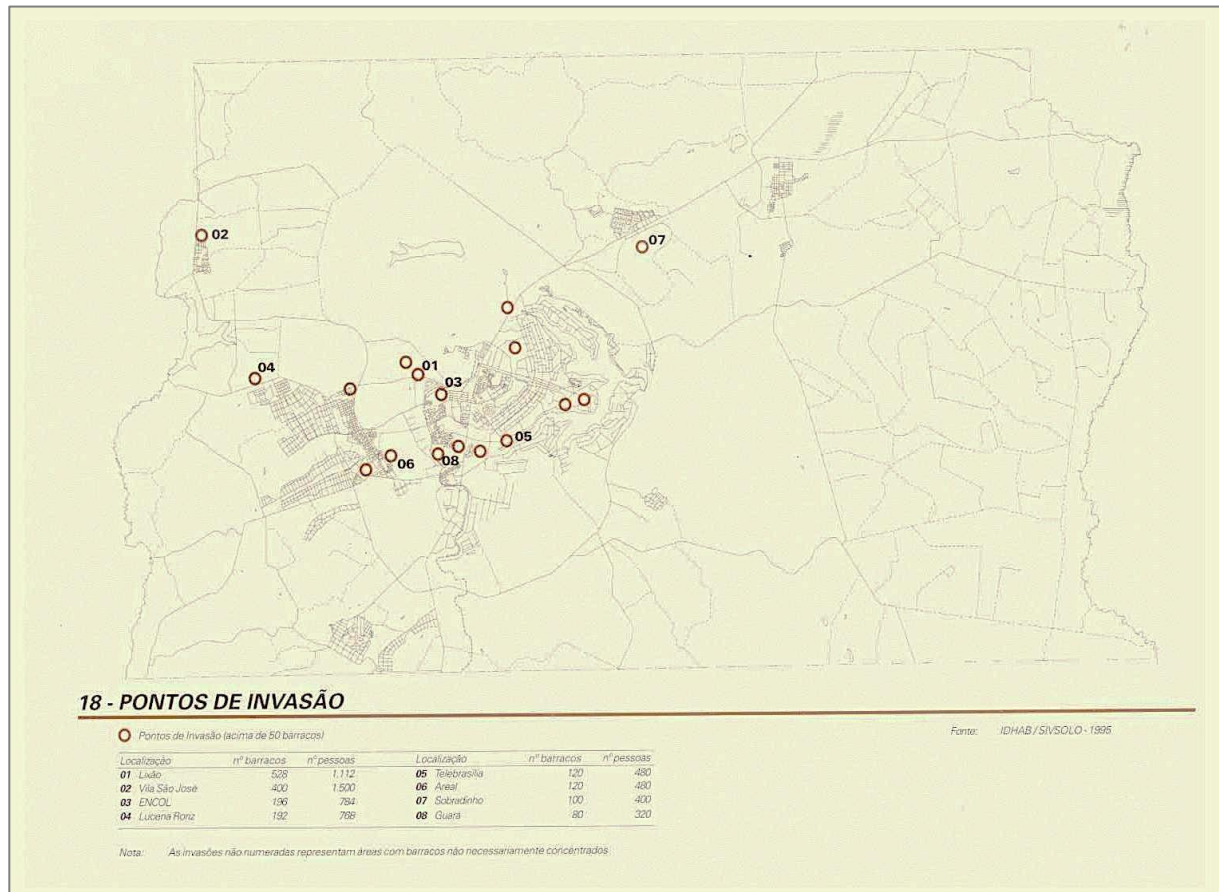 02
07
01
04
03
05
06
08
18 - PONTOS DE INVASÃO
Pontos de Invasão (acima de 50 barracos)
Fonte: IDHAB / SIVSOLO - 1995
Localização nº barracos nº pessoas Localização nº barracos nº pessoas
01 Lixão 528 1.112 05 Telebrasília 120 480
02 Vila São José 400 1.500 06 Areal 120 480
03 ENCOL 196 784 07 Sobradinho 100 400
04 Lucena Roriz 192 768 08 Guará 80 320
Nota: As invasões não numeradas representam áreas com barracos não necessariamente concentrados